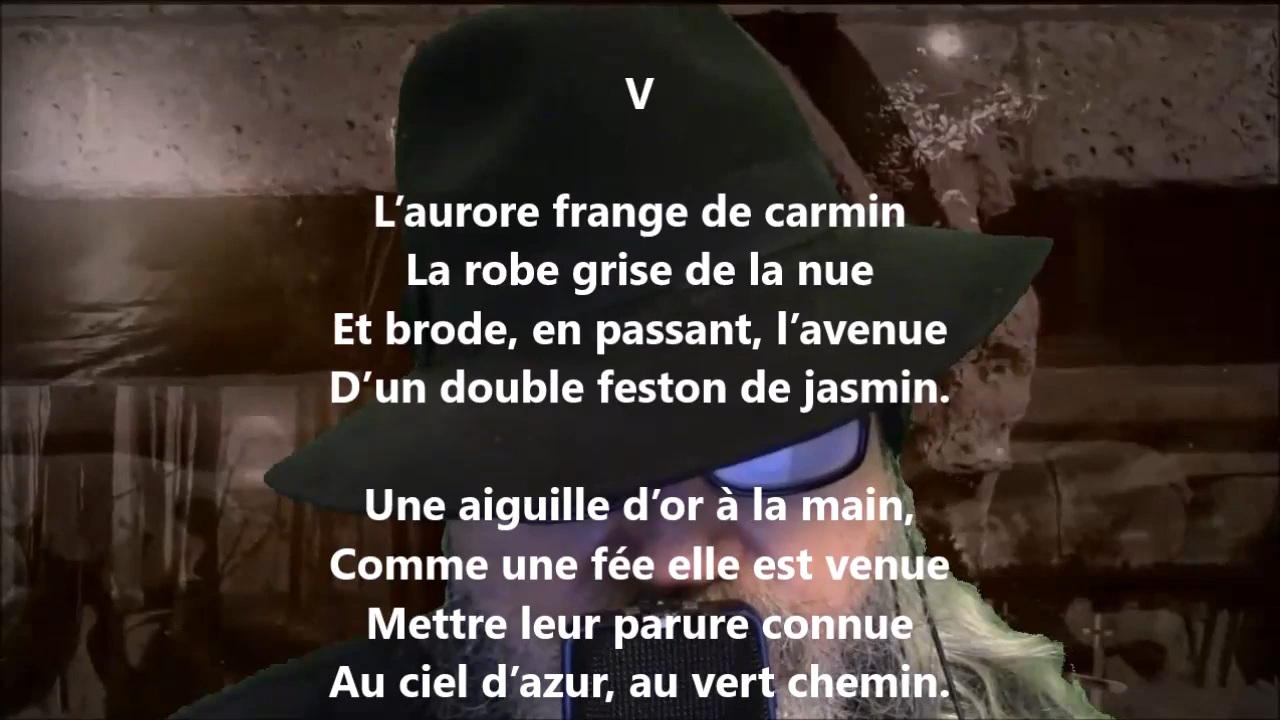 V
L’aurore frange de carmin
La robe grise de la nue
Et brode, en passant, l’avenue
D’un double feston de jasmin.
Une aiguille d’or à la main,
Comme une fée elle est venue
Mettre leur parure connue
Au ciel d’azur, au vert chemin.